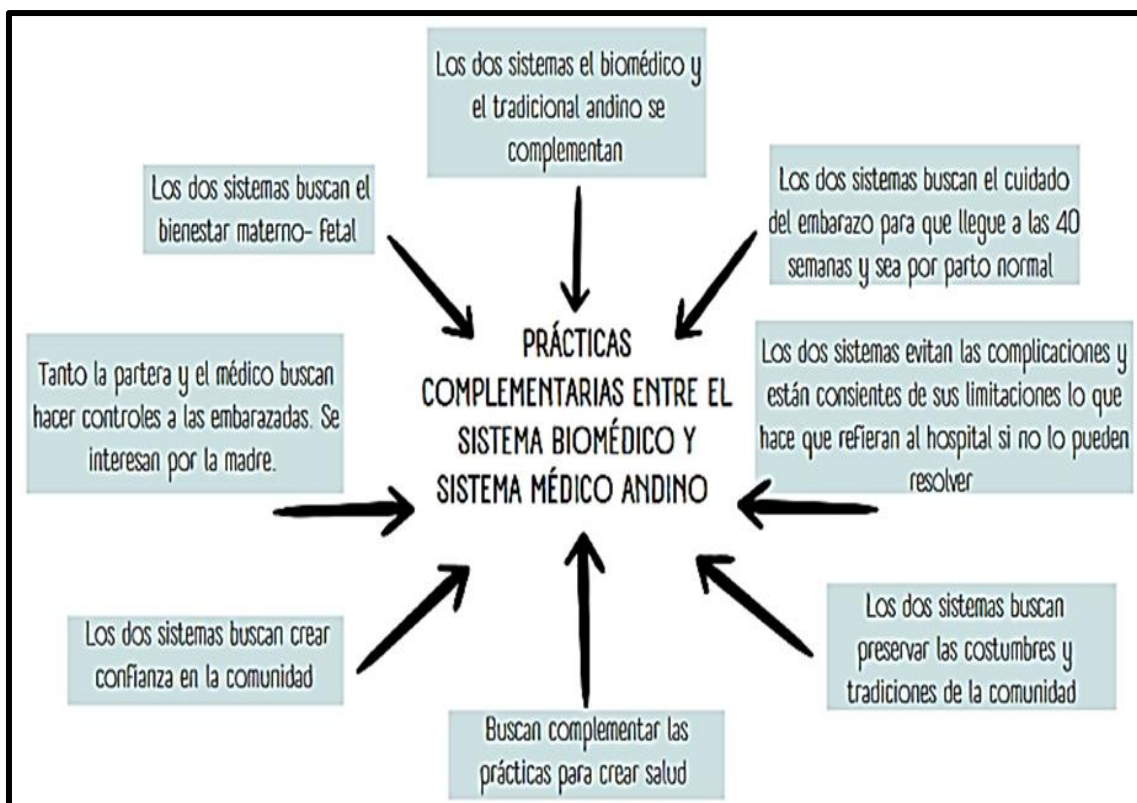 Los dos sistemas el biomédico y
el tradicional andino se
complementan
Los dos sistemas buscan el
bienestar materno- fetal
Los dos sistemas buscan el cuidado
del embarazo para que llegue a las 40
semanas y sea por parto normal
Tanto la partera y el médico buscan
hacer controles a las embarazadas. Se
interesan por la madre.
PRÁCTICAS
COMPLEMENTARIAS ENTRE EL
SISTEMA BIOMÉDICO Y
SISTEMA MÉDICO ANDINO
Los dos sistemas evitan las complicaciones y
están consientes de sus limitaciones lo que
hace que refieran al hospital si no lo pueden
resolver
Los dos sistemas buscan crear
confianza en la comunidad
Buscan complementar las
prácticas para crear salud
Los dos sistemas buscan
preservar las costumbres y
tradiciones de la comunidad